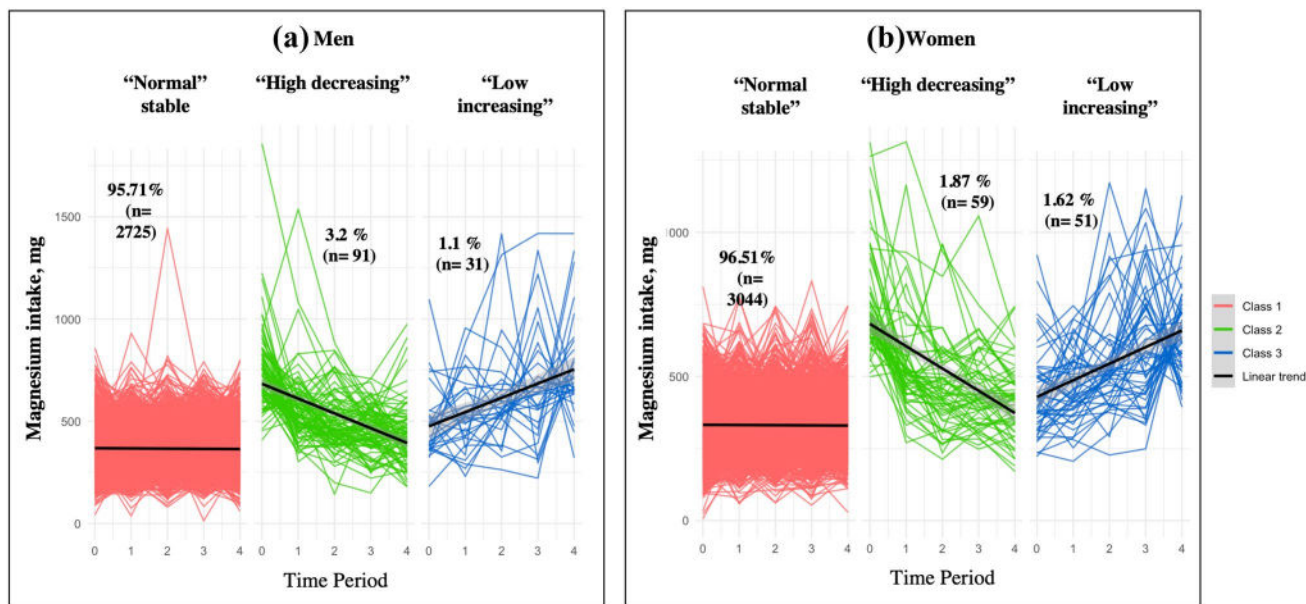 (a) Men
“Normal”
stable
“High decreasing”
“Low
increasing”
95.71%
(n=
2725)
3.2 %
(n= 91)
1.1 %
(n= 31)
Magnesium intake, mg
1500
1000
500
0
0 1 2 3 4
0 1 2 3 4
0 1 2 3 4
Time Period
(b) Women
“Normal
stable”
“High decreasing”
“Low
increasing”
96.51%
(n=
3044)
1.87 %
(n= 59)
1.62 %
(n= 51)
Magnesium intake, mg
1000
500
0
0 1 2 3 4
0 1 2 3 4
0 1 2 3 4
Time Period
Class 1
Class 2
Class 3
Linear trend